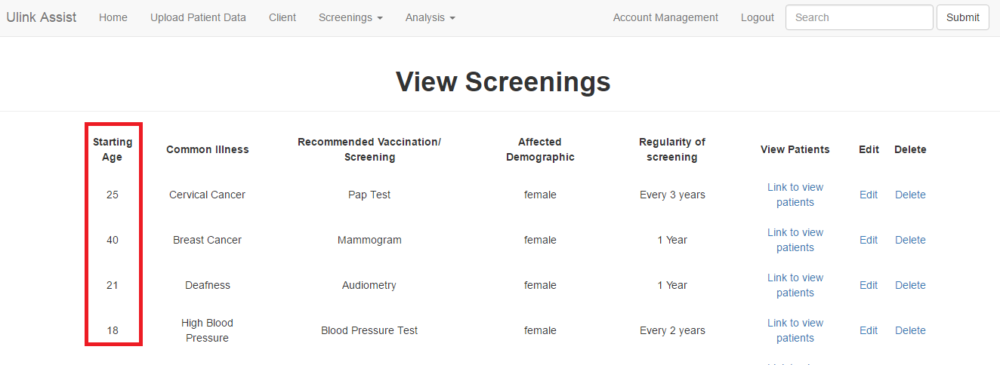 Ulink Assist Home Upload Patient Data Client Screenings Analysis Account Management Logout Search Submit
View Screenings
Starting Age Common Illness Recommended Vaccination/ Screening Affected Demographic Regularity of screening View Patients Edit Delete
25 Cervical Cancer Pap Test female Every 3 years Link to view patients Edit Delete
40 Breast Cancer Mammogram female 1 Year Link to view patients Edit Delete
21 Deafness Audiometry female 1 Year Link to view patients Edit Delete
18 High Blood Pressure Blood Pressure Test female Every 2 years Link to view patients Edit Delete